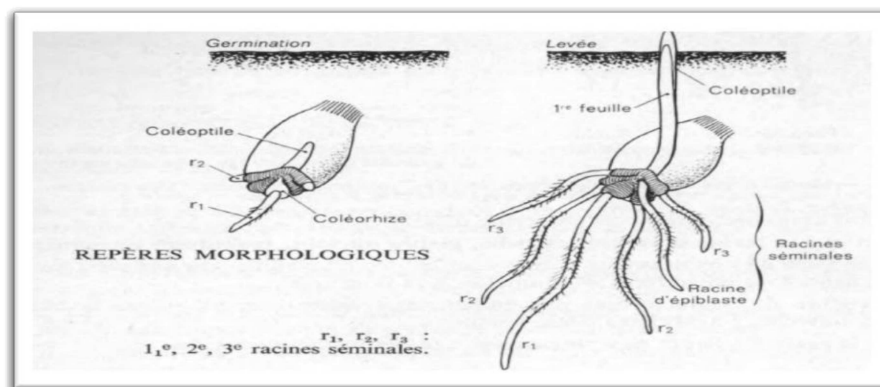 Germination
Coléoptile
r₂
r₁
Coléorhize
REPÈRES MORPHOLOGIQUES
r₁, r₂, r₃ :
1₁e, 2e, 3e racines séminales.
Levée
Coléoptile
1re feuille
r₃
r₃
Racines
séminales
Racine
d'épiblaste
r₂
r₂
r₁